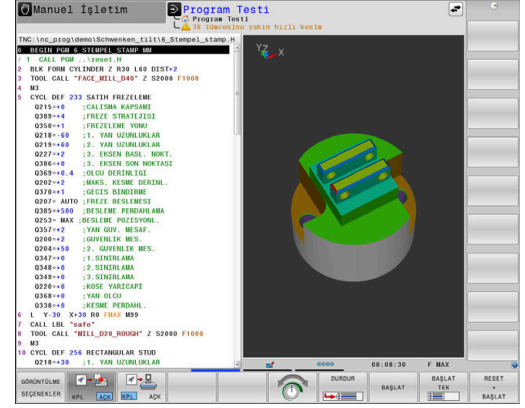 Manuel İşletim
Program Testi
Program Testi
36 tümcesine yakın hızlı kesim
TNC:\nc_prog\demo\Schwenken_tilt\6_Stempel_stamp.H
0 BEGIN PGM 6_STEMPEL_STAMP MM
/ 1 CALL PGM ..\reset.H
2 BLK FORM CYLINDER Z R30 L60 DIST+2
3 TOOL CALL "FACE_MILL_D40" Z S2000 F1000
4 M3
5 CYCL DEF 233 SATIH FREZELEME
Q215=+0 ;CALISMA KAPSAMI
Q389=+4 ;FREZE STRATEJISI
Q350=+1 ;FREZELEME YONU
Q218=-60 ;1. YAN UZUNLUKLAR
Q219=+60 ;2. YAN UZUNLUKLAR
Q227=+2 ;3. EKSEN BASL. NOKT.
Q386=+0 ;3. EKSEN SON NOKTASI
Q369=+0.4 ;OLCU DERINLIGI
Q202=+2 ;MAKS. KESME DERINL.
Q370=+1 ;GECIS BINDIRME
Q207= AUTO ;FREZE BESLEMESI
Q385=+500 ;BESLEME PERDAHLAMA
Q253= MAX ;BESLEME POZISYONL.
Q357=+2 ;YAN GUV. MESAF.
Q200=+2 ;GUVENLIK MES.
Q204=+50 ;2. GUVENLIK MES.
Q347=+0 ;1.SINIRLAMA
Q348=+0 ;2.SINIRLAMA
Q349=+0 ;3.SINIRLAMA
Q220=+0 ;KOSE YARICAPI
Q368=+0 ;YAN OLCU
Q338=+0 ;KESME PERDAHL.
6 L Y-30 X+30 R0 FMAX M99
7 CALL LBL "safe"
8 TOOL CALL "MILL_D20_ROUGH" Z S2000 F1000
9 M3
10 CYCL DEF 256 RECTANGULAR STUD
Q218=+30 ;1. YAN UZUNLUKLAR
YZ X
00:08:30 F MAX
GÖRÜNTÜLME
SEÇENEKLER
KPL AÇK
KPL AÇK
DURDUR
BAŞLAT
BAŞLAT
TEK
RESET
+
BAŞLAT